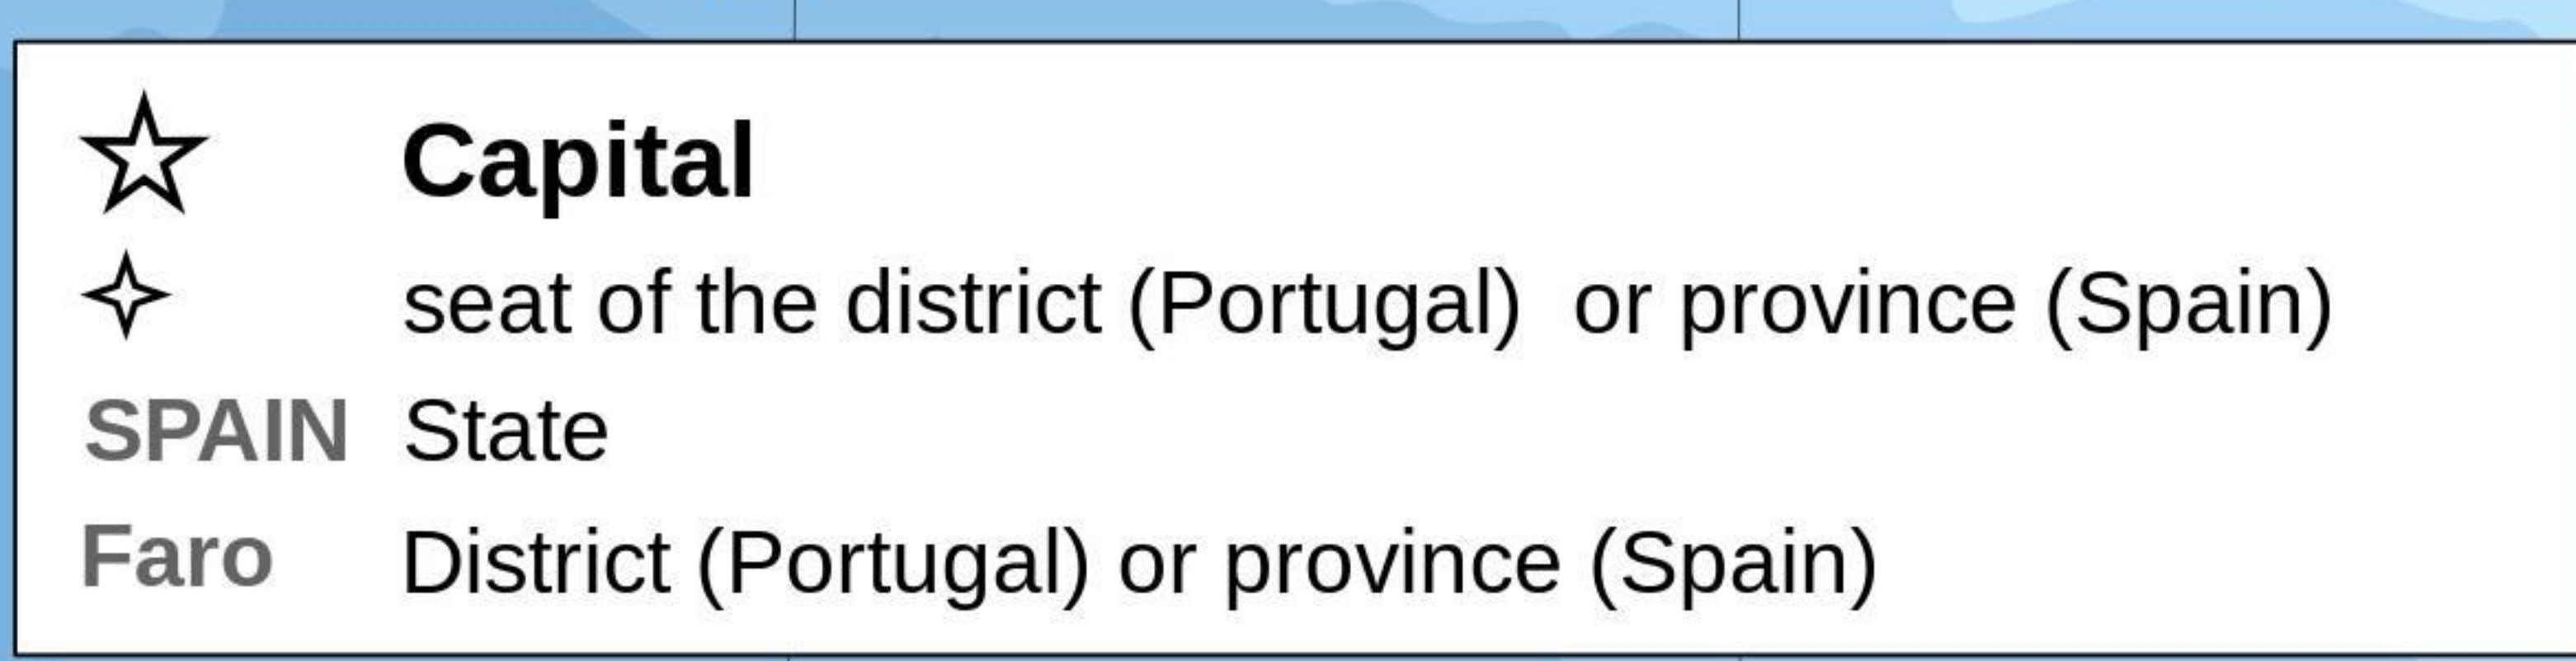 Capital
seat of the district (Portugal)  or province (Spain)
SPAIN State
Faro District (Portugal) or province (Spain)